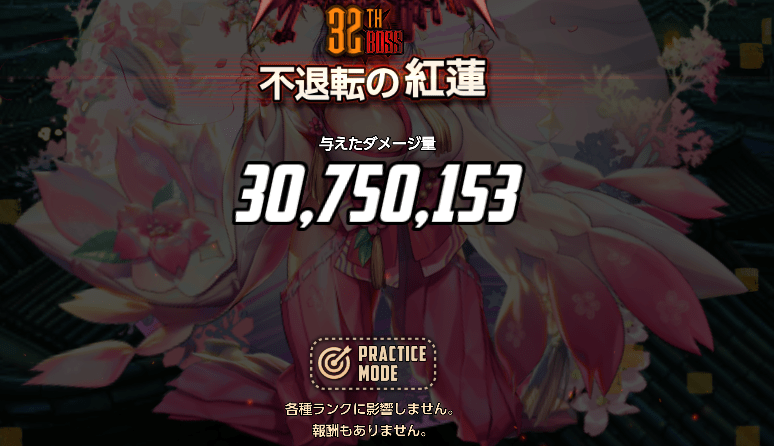 32TH BOSS
不退転の紅蓮
与えたダメージ量
30,750,153
PRACTICE
MODE
各種ランクに影響しません。
報酬もありません。